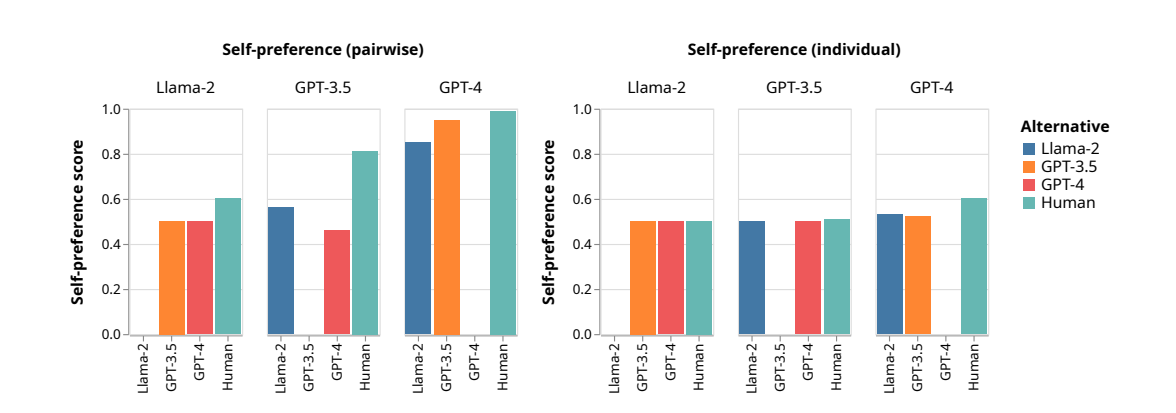 Self-preference (pairwise)
Llama-2 GPT-3.5 GPT-4
Self-preference score
1.0
0.8
0.6
0.4
0.2
0.0
Llama-2 GPT-3.5 GPT-4 Human Llama-2 GPT-3.5 GPT-4 Human Llama-2 GPT-3.5 GPT-4 Human
Self-preference (individual)
Llama-2 GPT-3.5 GPT-4
Self-preference score
1.0
0.8
0.6
0.4
0.2
0.0
Llama-2 GPT-3.5 GPT-4 Human Llama-2 GPT-3.5 GPT-4 Human Llama-2 GPT-3.5 GPT-4 Human
Alternative
Llama-2
GPT-3.5
GPT-4
Human